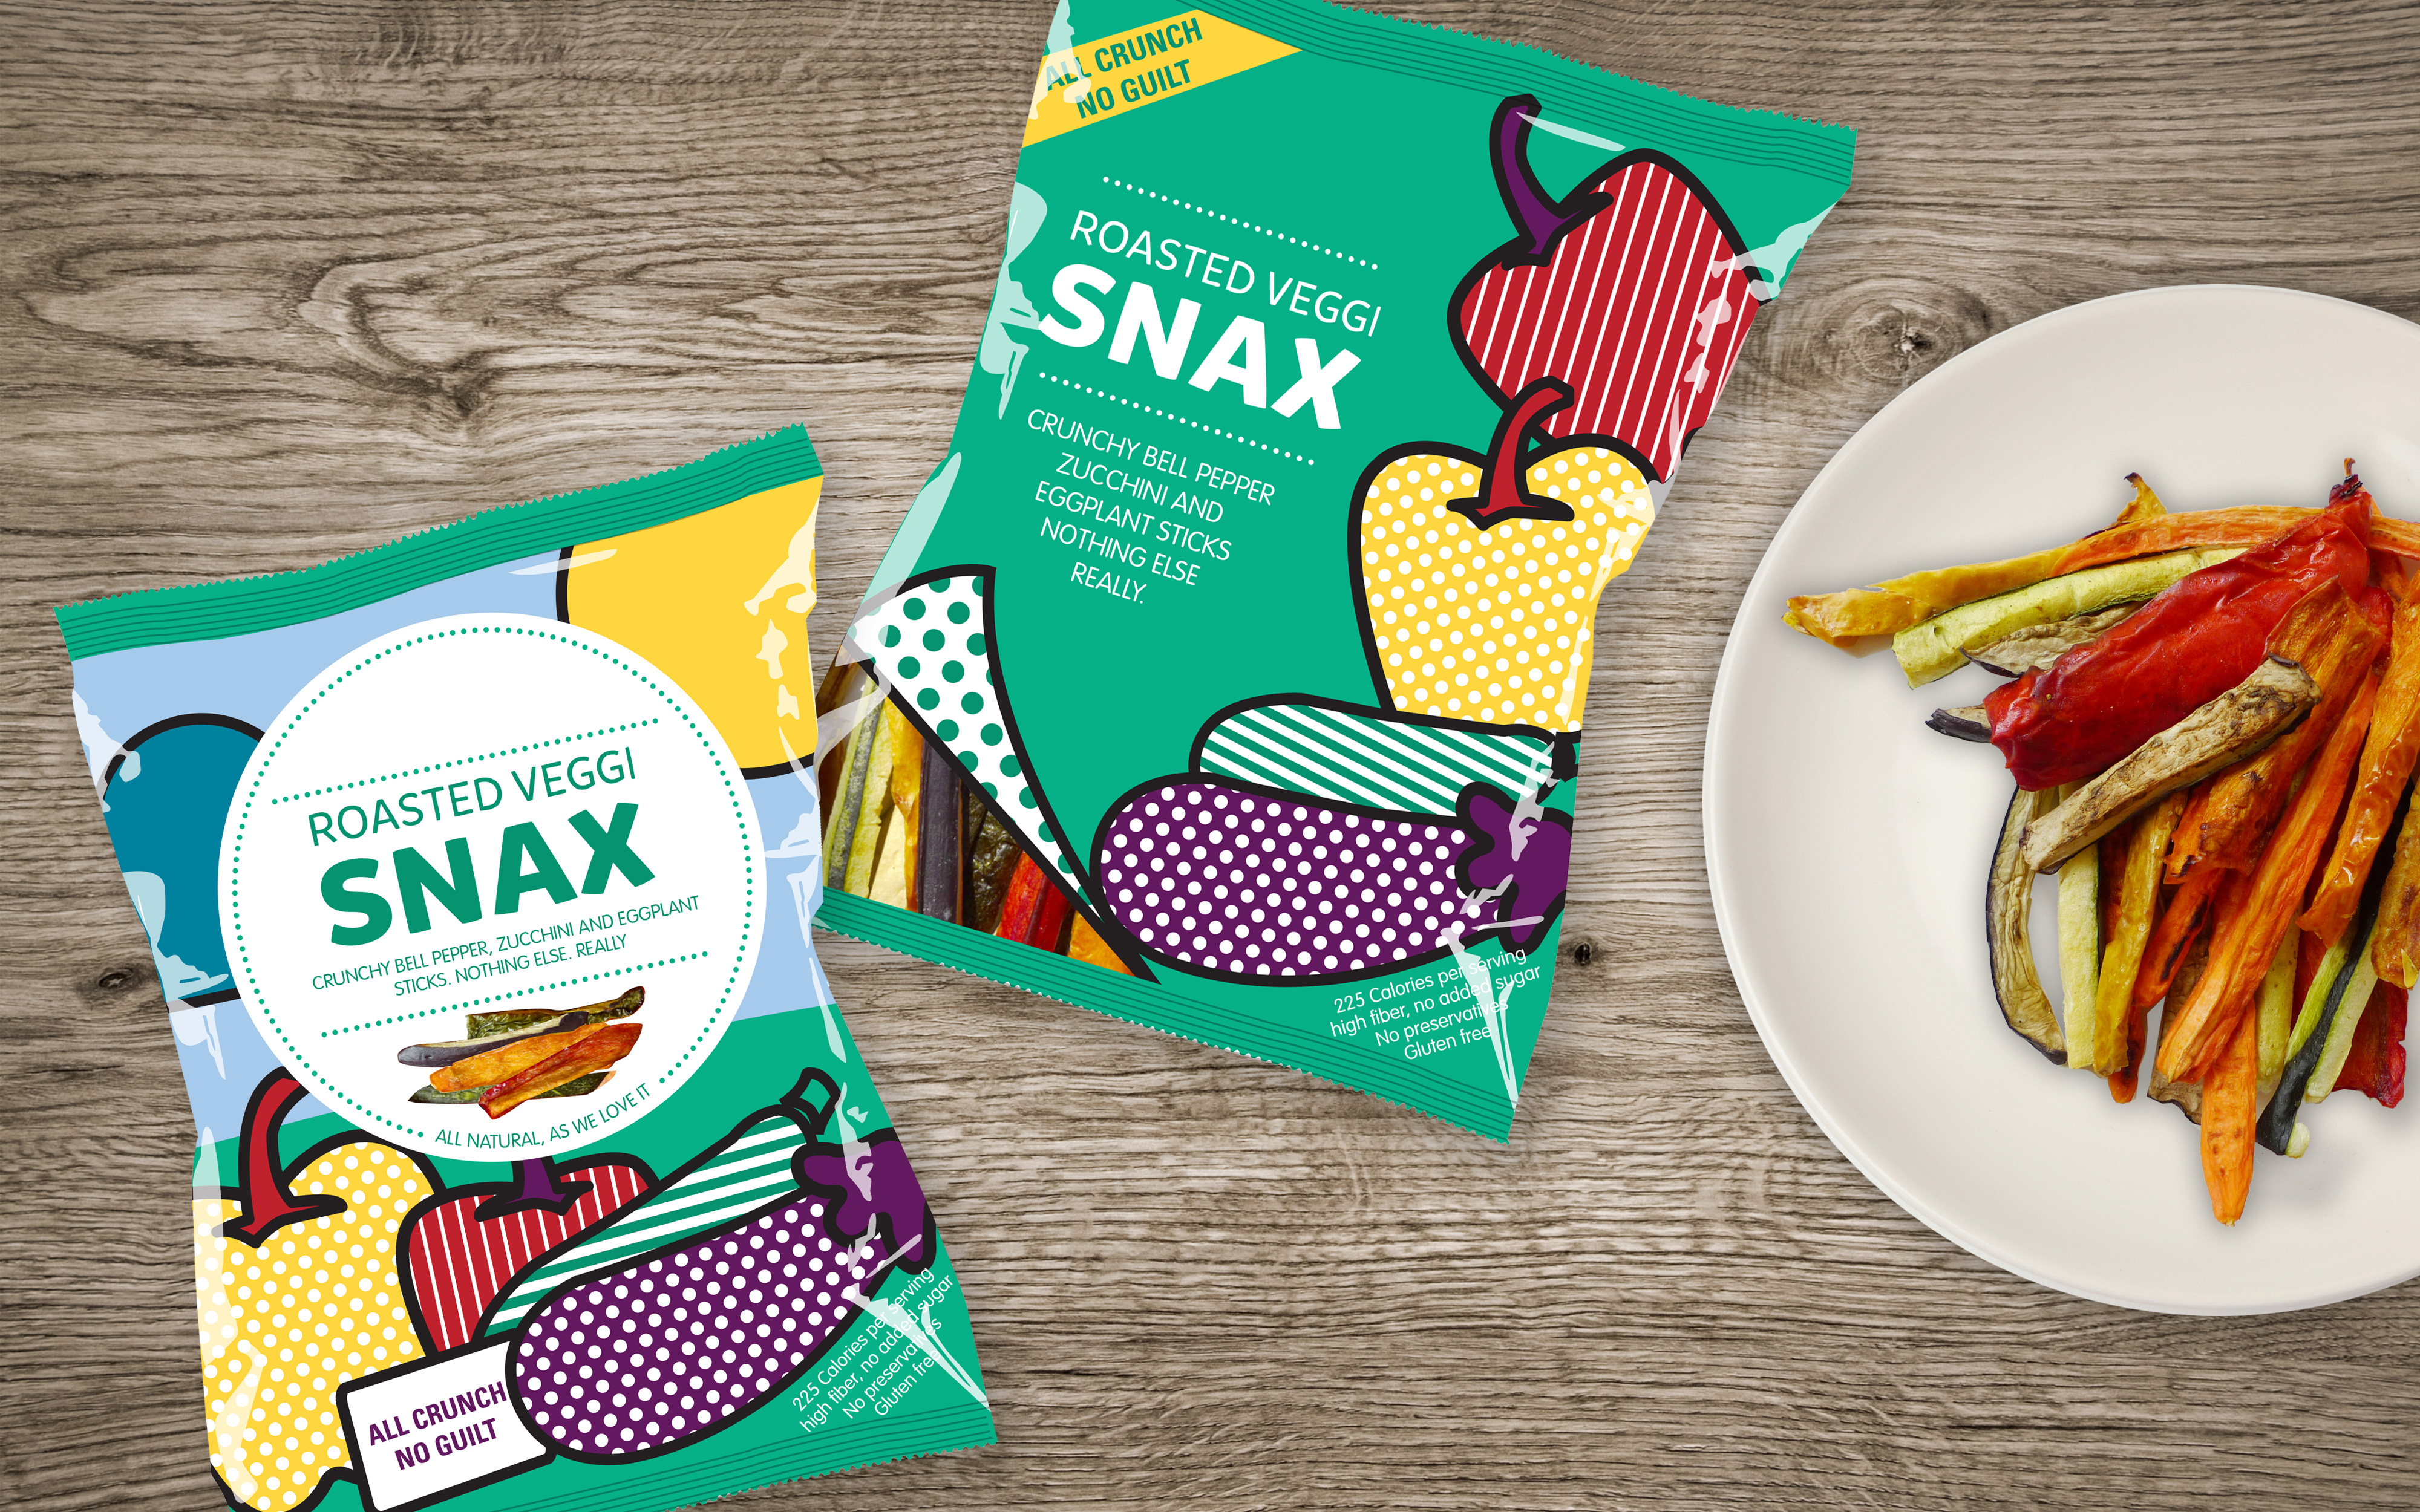 ALL CRUNCH
NO GUILT
ROASTED VEGGI
SNAX
CRUNCHY BELL PEPPER
ZUCCHINI AND
EGGPLANT STICKS
NOTHING ELSE
REALLY.
225 Calories per serving
high fiber, no added sugar
No preservatives
Gluten free
ROASTED VEGGI
SNAX
CRUNCHY BELL PEPPER, ZUCCHINI AND EGGPLANT
STICKS. NOTHING ELSE. REALLY
ALL NATURAL, AS WE LOVE IT
ALL CRUNCH
NO GUILT
225 Calories per serving
high fiber, no added sugar
No preservatives
Gluten free